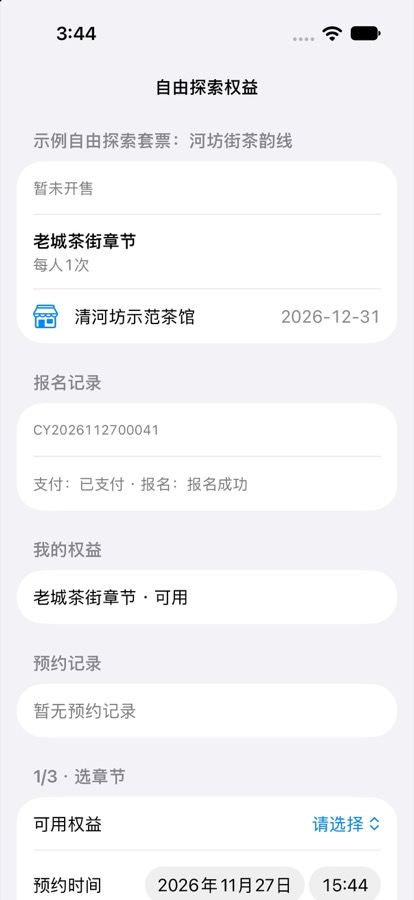 3:44
自由探索权益
示例自由探索套票：河坊街茶韵线
暂未开售
老城茶街章节
每人1次
清河坊示范茶馆 2026-12-31
报名记录
CY2026112700041
支付：已支付 · 报名：报名成功
我的权益
老城茶街章节 · 可用
预约记录
暂无预约记录
1/3 · 选章节
可用权益 请选择
预约时间 2026年11月27日 15:44